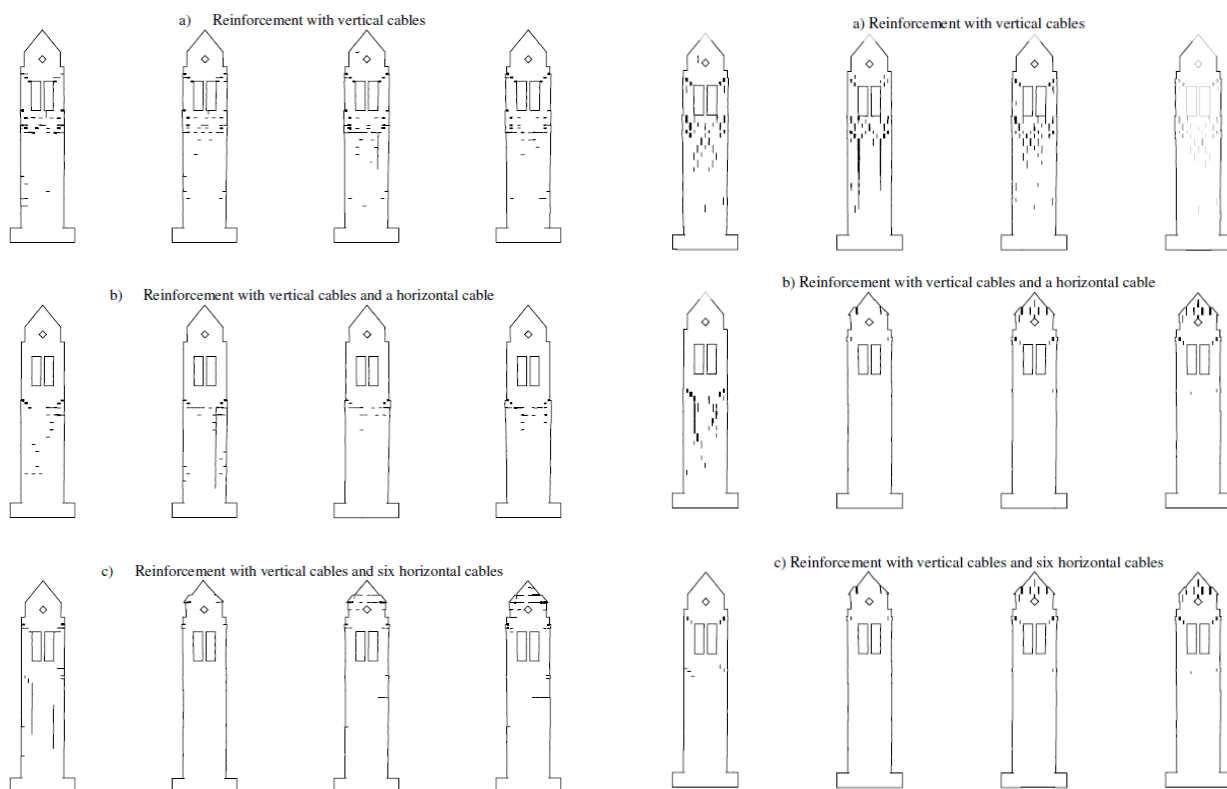 a) Reinforcement with vertical cables
b) Reinforcement with vertical cables and a horizontal cable
c) Reinforcement with vertical cables and six horizontal cables
a) Reinforcement with vertical cables
b) Reinforcement with vertical cables and a horizontal cable
c) Reinforcement with vertical cables and six horizontal cables